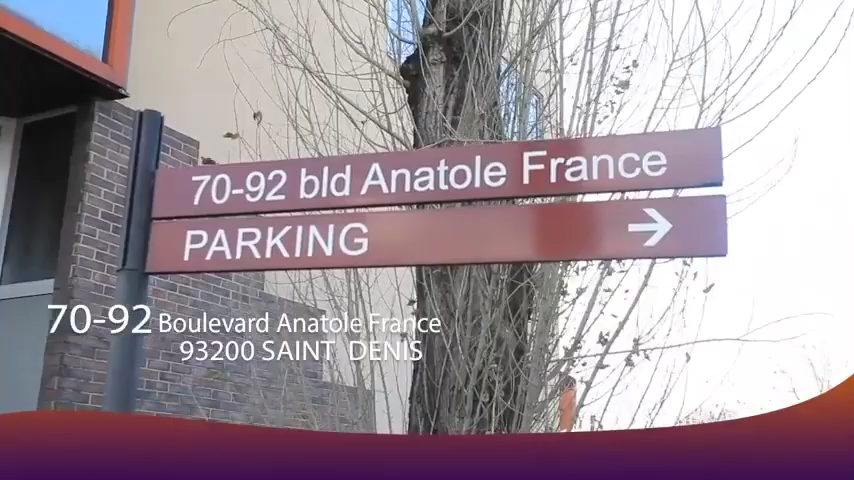 70-92 bld Anatole France
PARKING →
70-92 Boulevard Anatole France
93200 SAINT DENIS